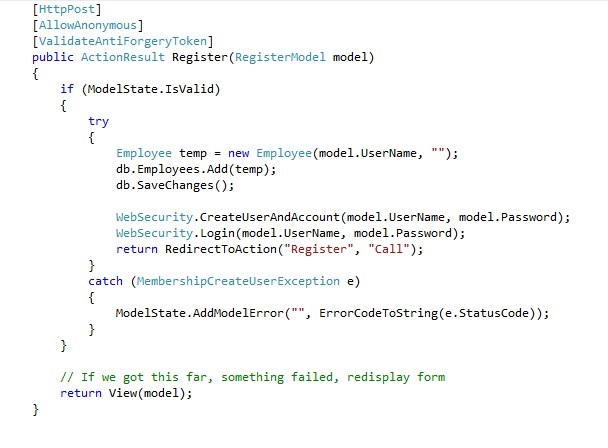 [HttpPost]
[AllowAnonymous]
[ValidateAntiForgeryToken]
public ActionResult Register(RegisterModel model)
{
    if (ModelState.IsValid)
    {
        try
        {
            Employee temp = new Employee(model.UserName, "");
            db.Employees.Add(temp);
            db.SaveChanges();

            WebSecurity.CreateUserAndAccount(model.UserName, model.Password);
            WebSecurity.Login(model.UserName, model.Password);
            return RedirectToAction("Register", "Call");
        }
        catch (MembershipCreateUserException e)
        {
            ModelState.AddModelError("", ErrorCodeToString(e.StatusCode));
        }
    }

    // If we got this far, something failed, redisplay form
    return View(model);
}